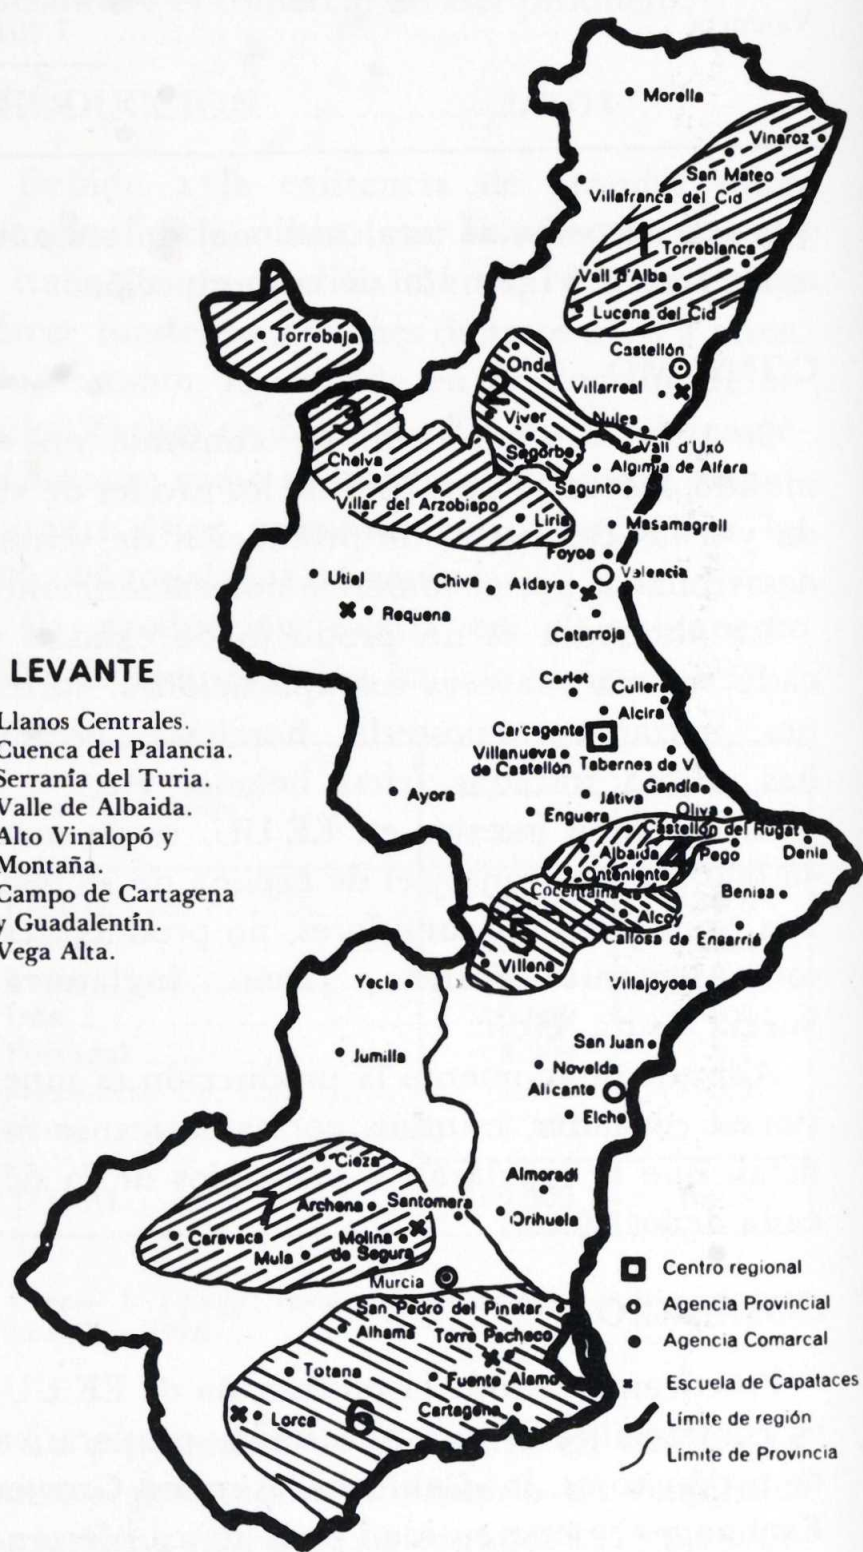 Morella
Vinaroz
San Mateo
Villafranca del Cid
1
Torreblanca
Vall d'Alba
Lucena del Cid
Torrebaja
Castellón
Onda
2
Villarreal
3
Viver
Nules
Segorbe
Vall d'Uxó
Chelva
Algimia de Alfara
Sagunto
Villar del Arzobispo
Liria
Masamagrell
Foyos
Utiel
Chiva
Aldaya
Valencia
Requena
Catarroja
LEVANTE
Llanos Centrales.
Cuenca del Palancia.
Serranía del Turia.
Valle de Albaida.
Alto Vinalopó y
Montaña.
Campo de Cartagena
y Guadalentín.
Vega Alta.
Carlet
Cullera
Alcira
Carcagente
Villanueva
de Castellón
Tabernes de V.
Ayora
Játiva
Gandía
Enguera
Oliva
Castellón del Rugat
Albaida
4
Pego
Denia
Onteniente
Cocentaina
Benisa
5
Alcoy
Callosa de Ensarriá
Villena
Yecla
Villajoyosa
San Juan
Jumilla
Novelda
Alicante
Elche
Cieza
Almoradí
7
Archena
Santomera
Orihuela
Caravaca
Molina
de Segura
Mula
Murcia
San Pedro del Pinatar
Alhama
Torre Pacheco
Totana
Fuente Alamo
Cartagena
Lorca
6
Centro regional
Agencia Provincial
Agencia Comarcal
Escuela de Capataces
Límite de región
Límite de Provincia